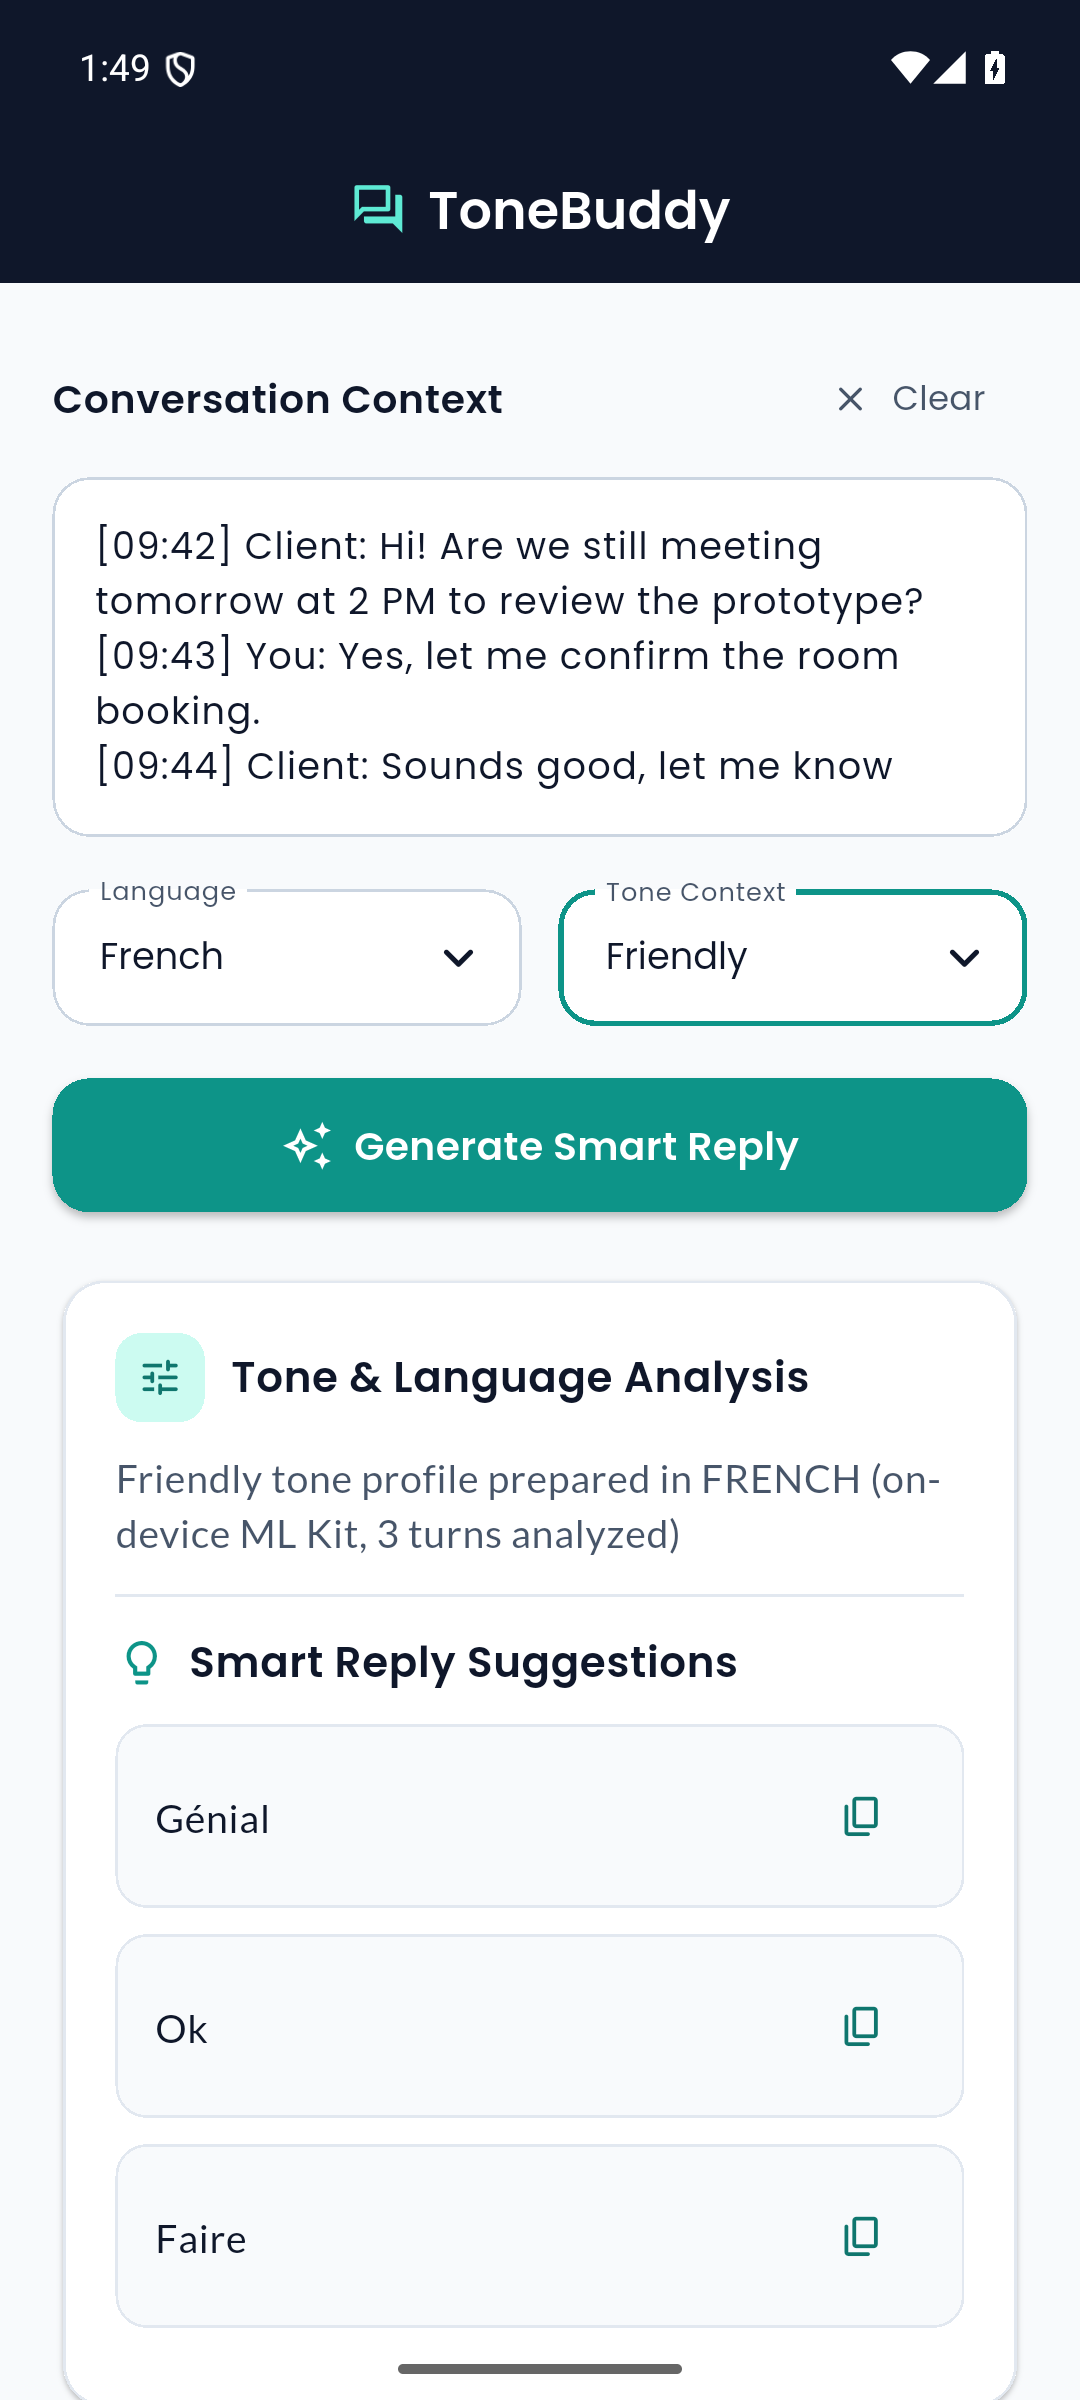 1:49
ToneBuddy
Conversation Context
Clear
[09:42] Client: Hi! Are we still meeting
tomorrow at 2 PM to review the prototype?
[09:43] You: Yes, let me confirm the room
booking.
[09:44] Client: Sounds good, let me know
Language
Tone Context
French
Friendly
Generate Smart Reply
Tone & Language Analysis
Friendly tone profile prepared in FRENCH (on-
device ML Kit, 3 turns analyzed)
Smart Reply Suggestions
Génial
Ok
Faire